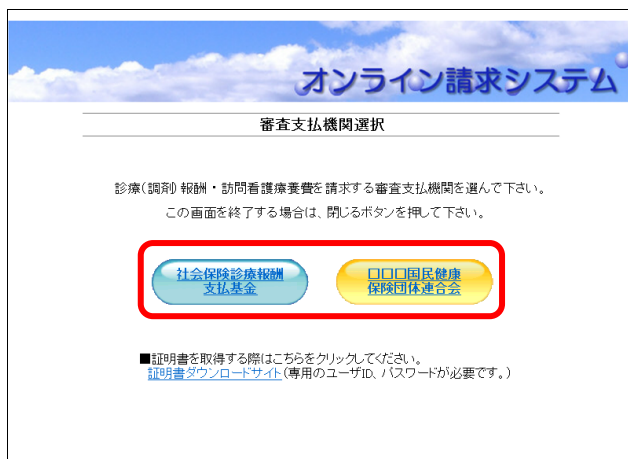 オンライン請求システム
審査支払機関選択
診療(調剤)報酬・訪問看護療養費を請求する審査支払機関を選んで下さい。
この画面を終了する場合は、閉じるボタンを押して下さい。
社会保険診療報酬
支払基金
□□□国民健康
保険団体連合会
■証明書を取得する際はこちらをクリックしてください。
証明書ダウンロードサイト(専用のユーザID、パスワードが必要です。)